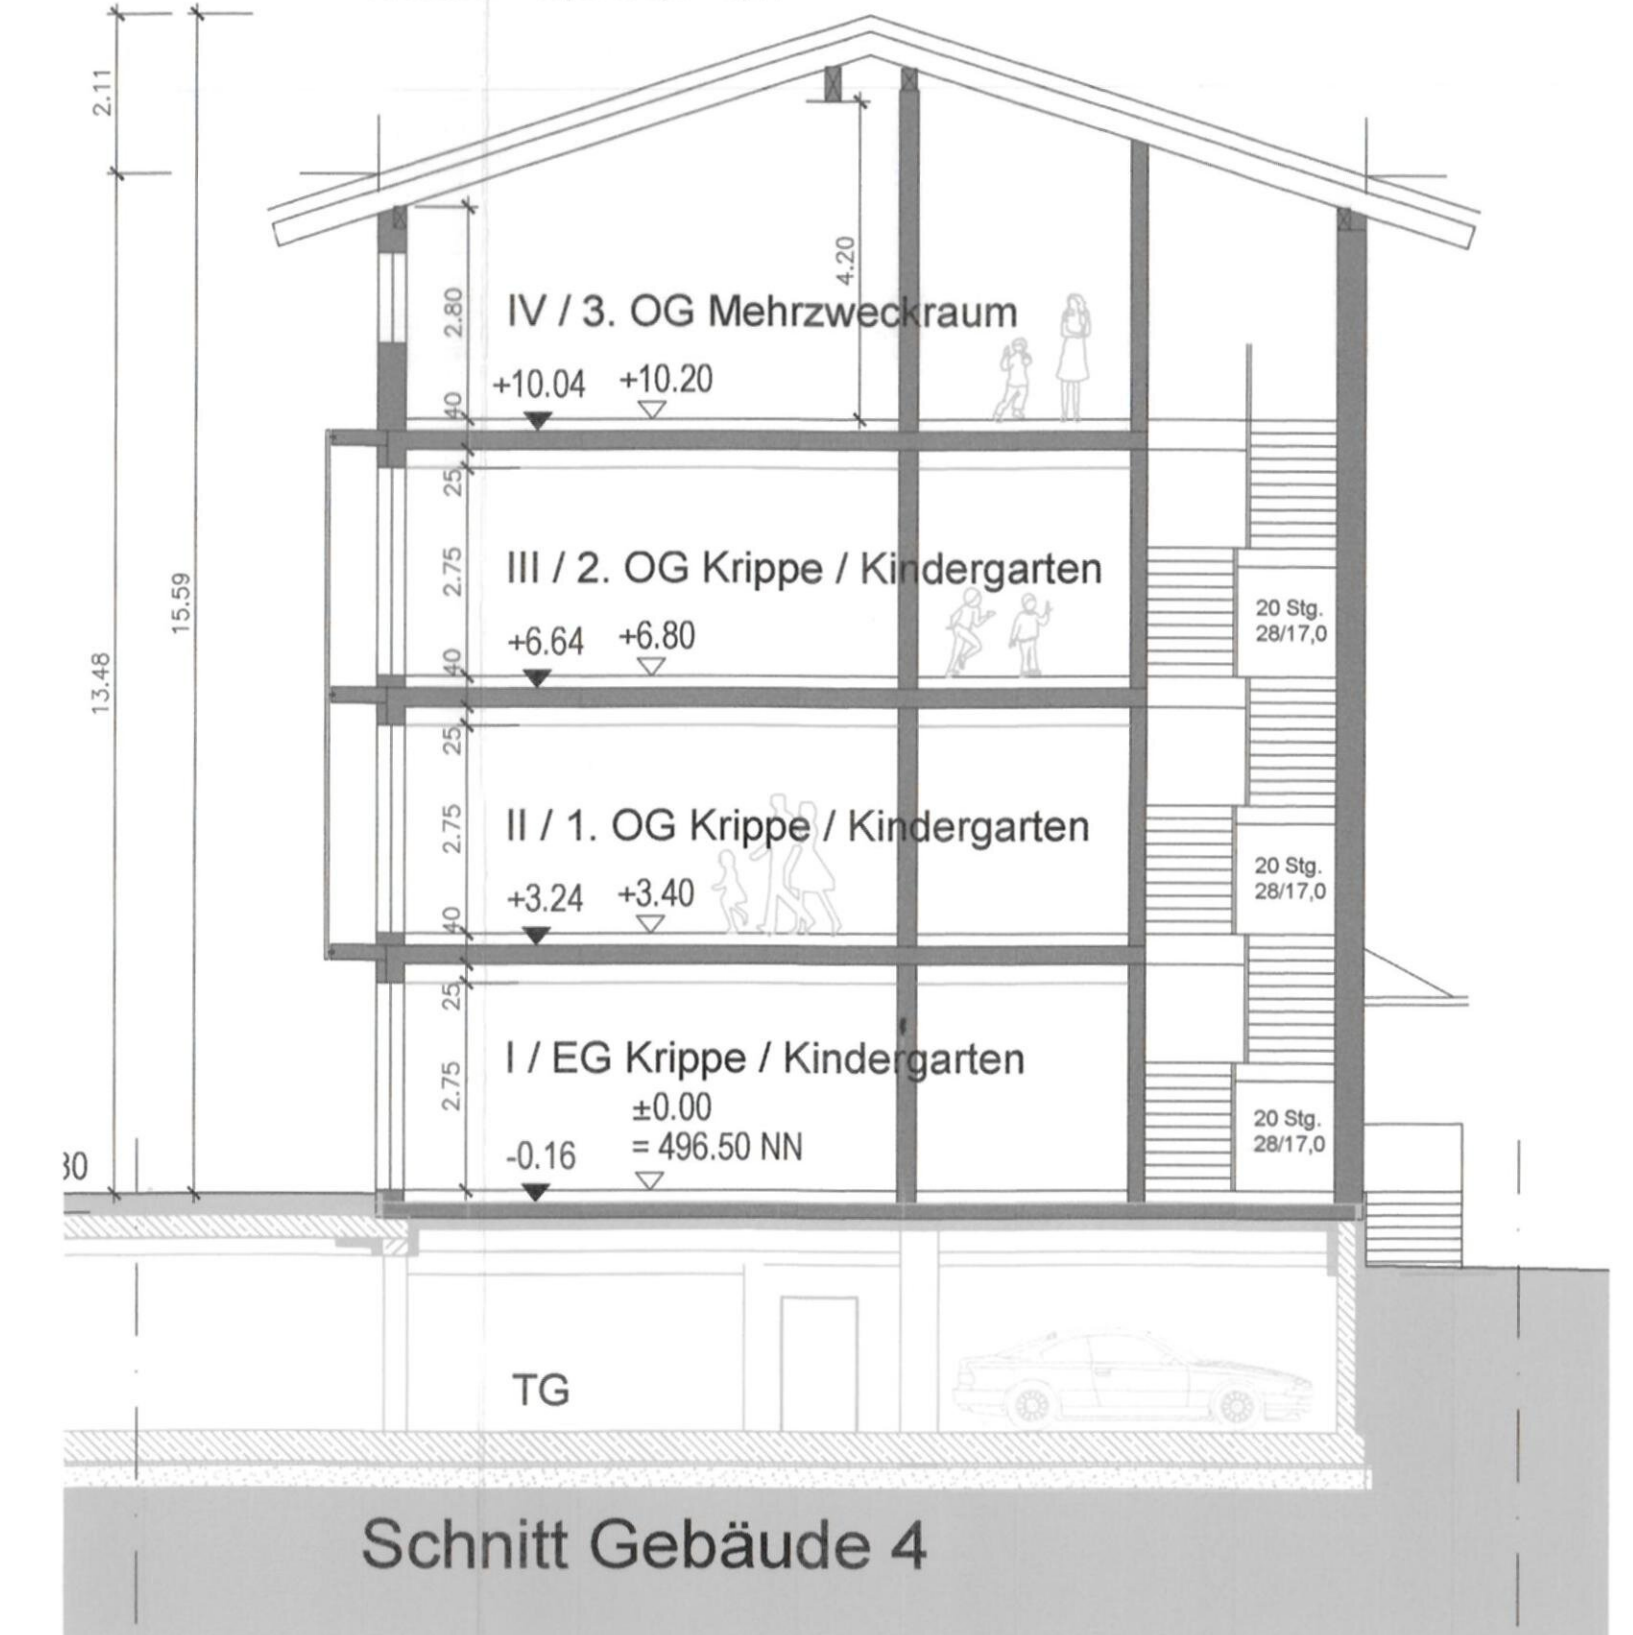 2.11
4.20
2.80
IV / 3. OG Mehrzweckraum
+10.04 +10.20
40
25
15.59
13.48
2.75
III / 2. OG Krippe / Kindergarten
20 Stg.
28/17,0
+6.64 +6.80
40
25
2.75
II / 1. OG Krippe / Kindergarten
20 Stg.
28/17,0
+3.24 +3.40
40
25
2.75
I / EG Krippe / Kindergarten
±0.00
= 496.50 NN
-0.16
20 Stg.
28/17,0
TG
Schnitt Gebäude 4